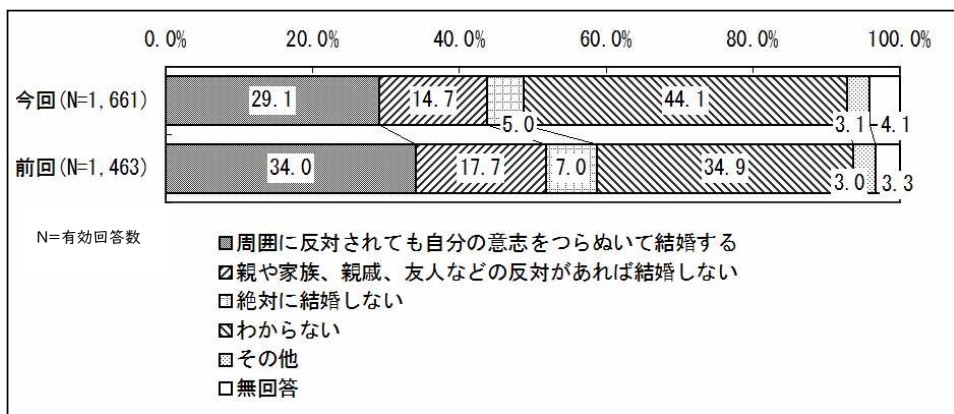 0.0% 20.0% 40.0% 60.0% 80.0% 100.0%
今回(N=1,661) 29.1 14.7 5.0 44.1 3.1 4.1
前回(N=1,463) 34.0 17.7 7.0 34.9 3.0 3.3
N=有効回答数
周囲に反対されても自分の意志をつらぬいて結婚する
親や家族、親戚、友人などの反対があれば結婚しない
絶対に結婚しない
わからない
その他
無回答